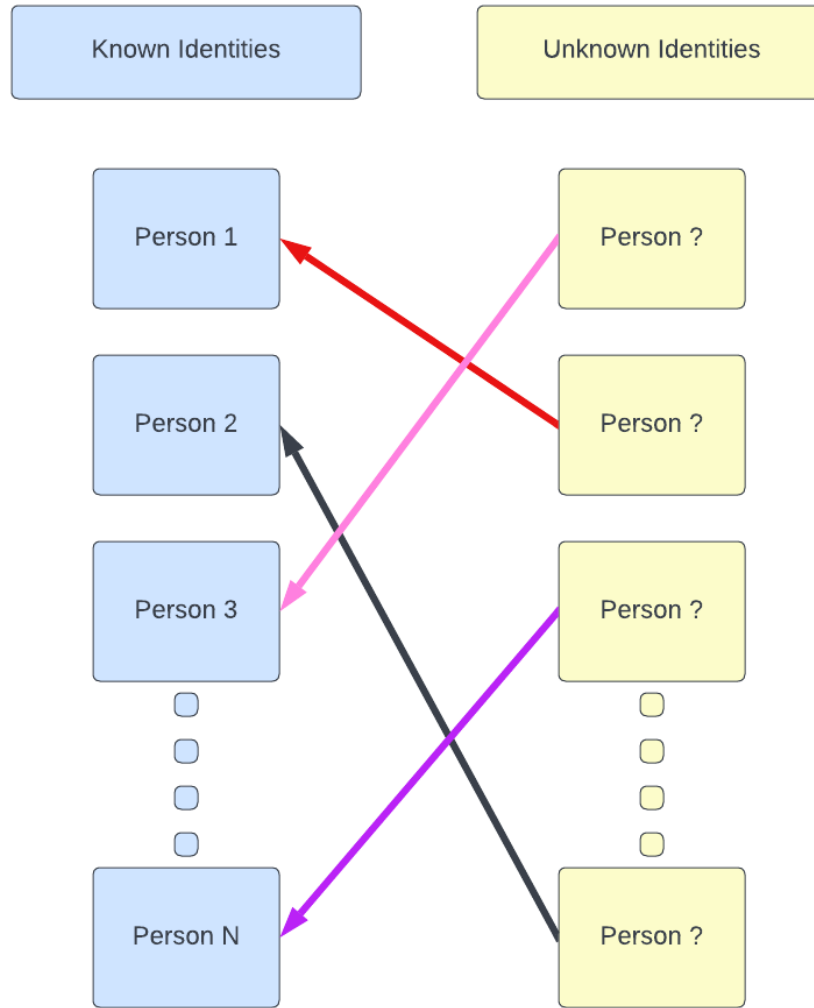 Known Identities
Unknown Identities
Person 1
Person ?
Person 2
Person ?
Person 3
Person ?
Person N
Person ?